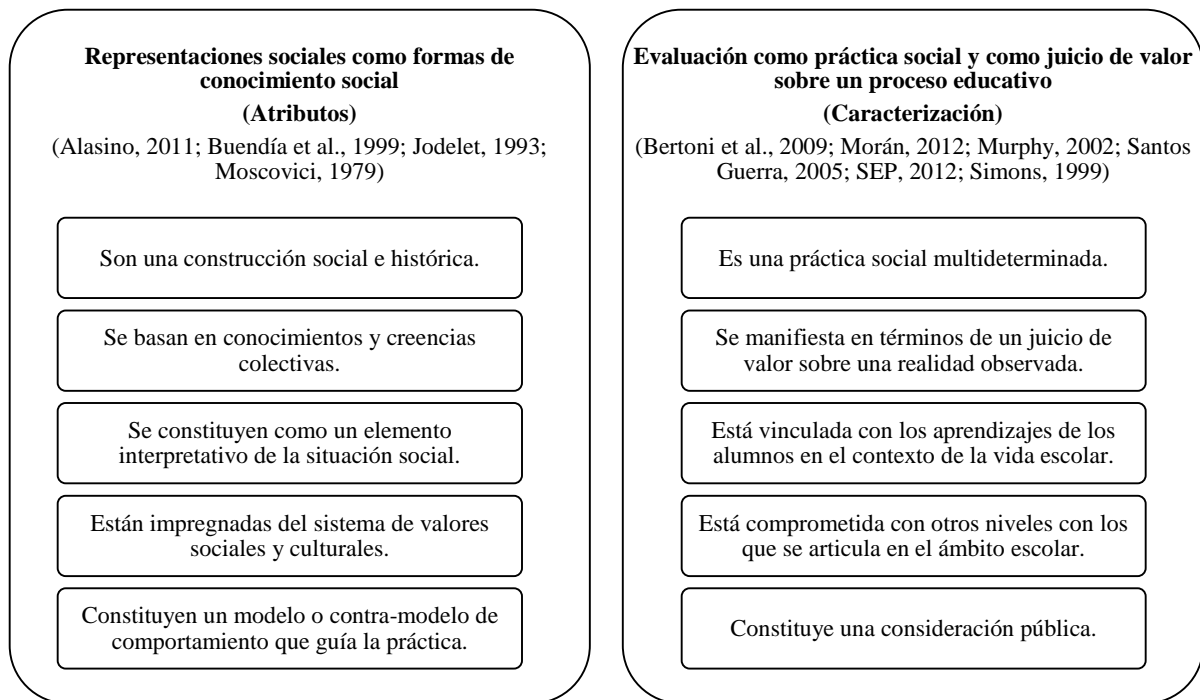 Representaciones sociales como formas de
conocimiento social
(Atributos)
(Alasino, 2011; Buendía et al., 1999; Jodelet, 1993;
Moscovici, 1979)
Son una construcción social e histórica.
Se basan en conocimientos y creencias
colectivas.
Se constituyen como un elemento
interpretativo de la situación social.
Están impregnadas del sistema de valores
sociales y culturales.
Constituyen un modelo o contra-modelo de
comportamiento que guía la práctica.
Evaluación como práctica social y como juicio de valor
sobre un proceso educativo
(Caracterización)
(Bertoni et al., 2009; Morán, 2012; Murphy, 2002; Santos
Guerra, 2005; SEP, 2012; Simons, 1999)
Es una práctica social multideterminada.
Se manifiesta en términos de un juicio de
valor sobre una realidad observada.
Está vinculada con los aprendizajes de los
alumnos en el contexto de la vida escolar.
Está comprometida con otros niveles con los
que se articula en el ámbito escolar.
Constituye una consideración pública.